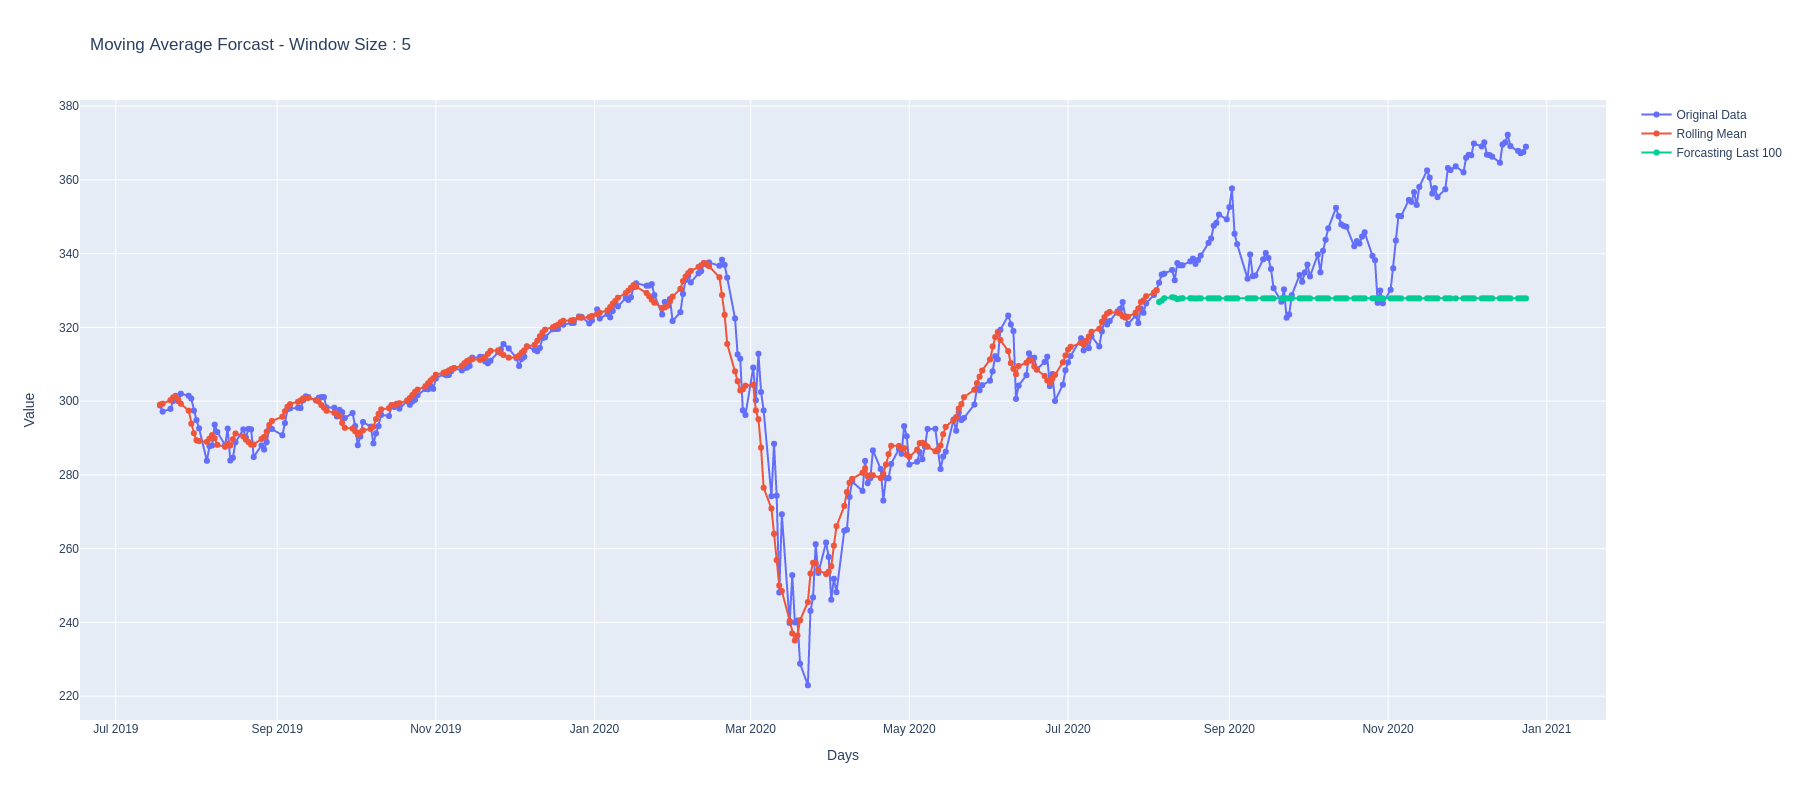 Moving Average Forcast - Window Size : 5
Original Data
Rolling Mean
Forcasting Last 100
380
360
340
320
300
280
260
240
220
Value
Jul 2019 Sep 2019 Nov 2019 Jan 2020 Mar 2020 May 2020 Jul 2020 Sep 2020 Nov 2020 Jan 2021
Days